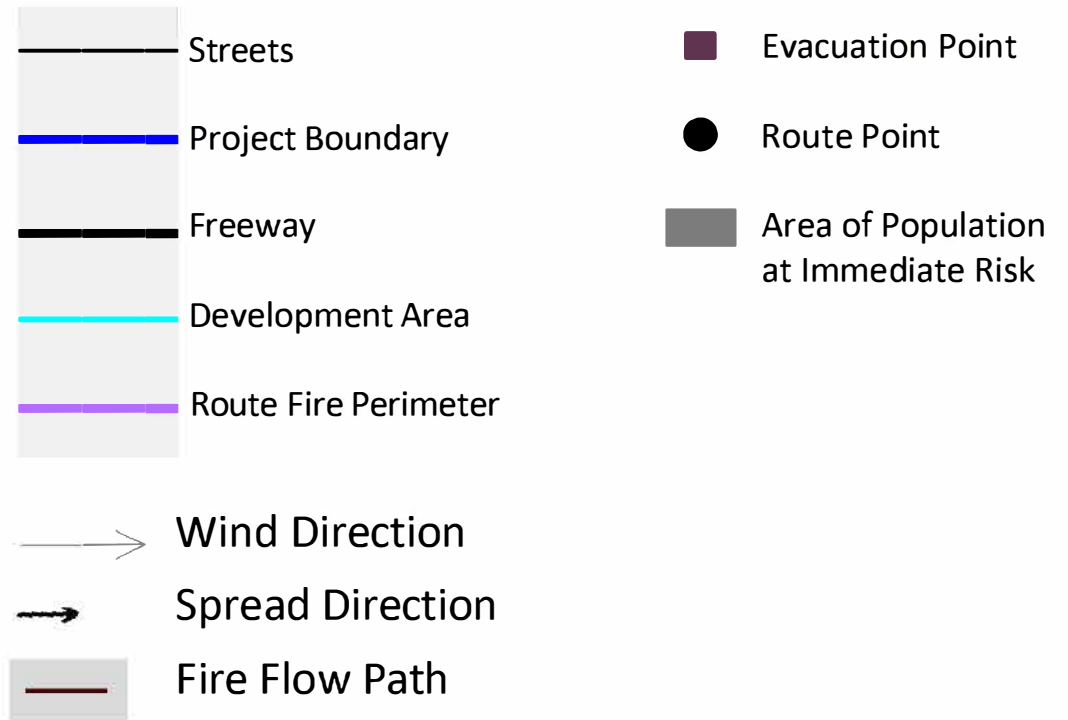 Streets
Project Boundary
Freeway
Development Area
Route Fire Perimeter
Wind Direction
Spread Direction
Fire Flow Path
Evacuation Point
Route Point
Area of Population
at Immediate Risk